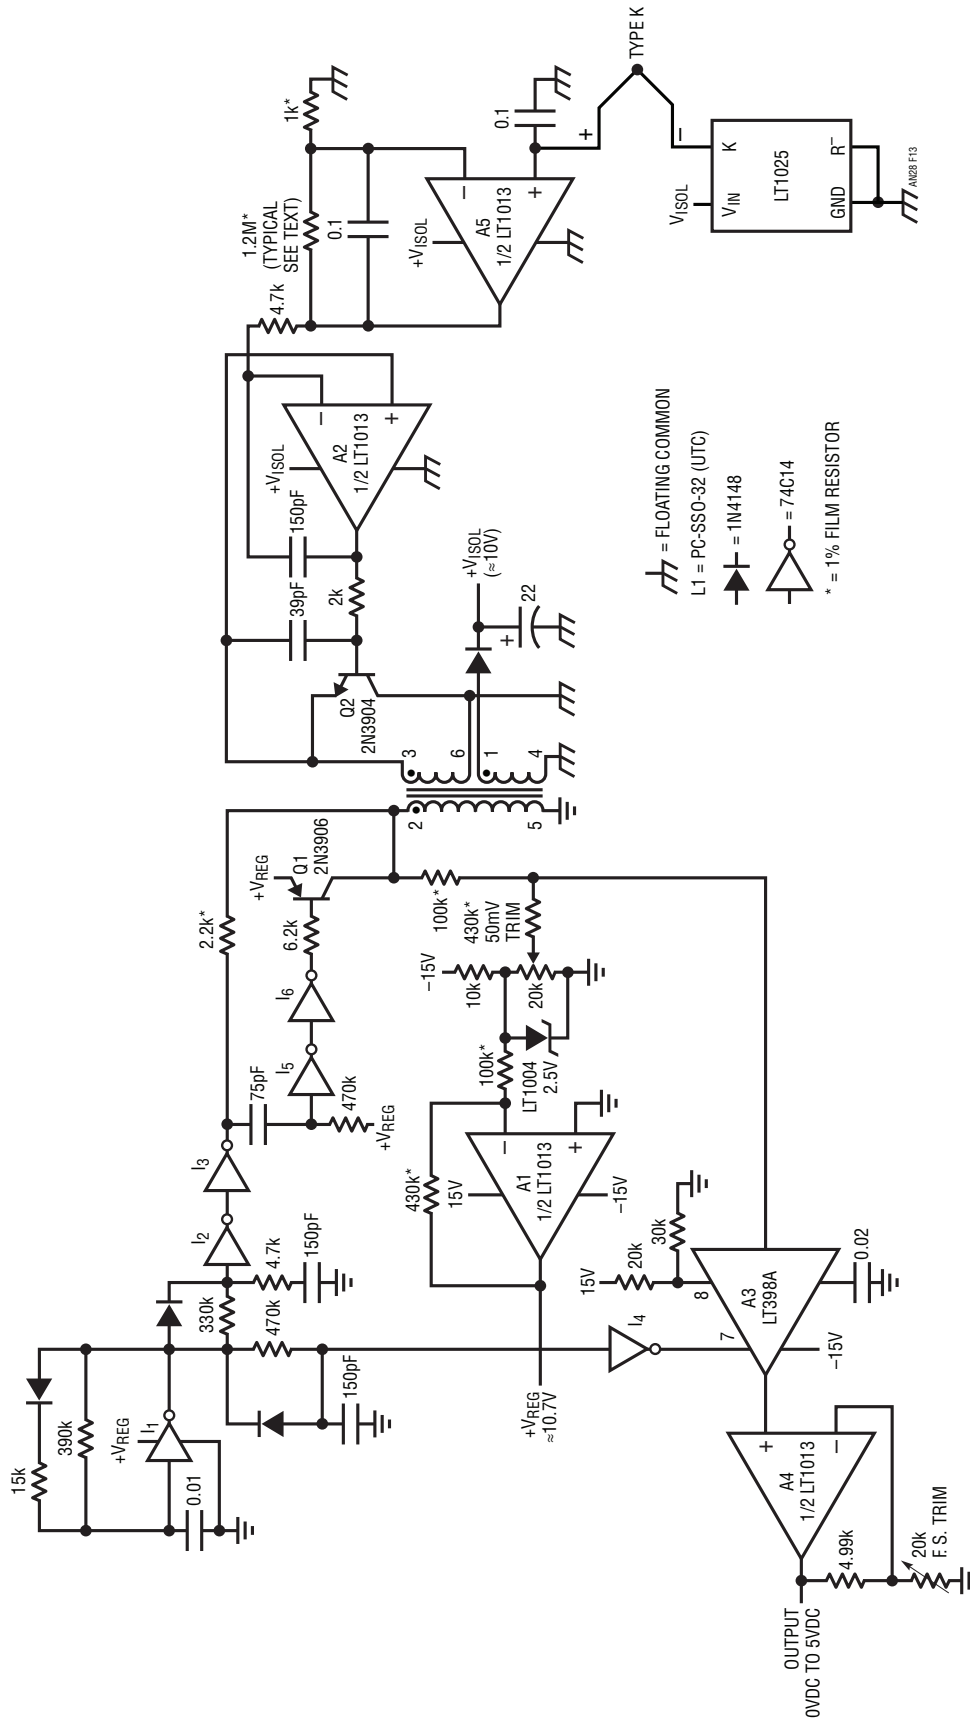 15k
390k
+VREG
I1
0.01
330k
470k
150pF
4.7k
150pF
I2
I3
75pF
470k
+VREG
I5
I6
6.2k
2.2k*
+VREG
Q1
2N3906
100k*
430k*
50mV
TRIM
–15V
10k
20k
100k*
LT1004
2.5V
430k*
15V
–
+
A1
1/2 LT1013
–15V
+VREG
≈10.7V
I4
15V
20k
30k
8
7
A3
LT398A
0.02
–15V
+
–
A4
1/2 LT1013
4.99k
20k
F. S. TRIM
OUTPUT
0VDC TO 5VDC
2
5
3
6
1
4
Q2
2N3904
39pF
150pF
2k
+VISOL
–
+
A2
1/2 LT1013
+VISOL
(≈10V)
+
22
4.7k
1.2M*
(TYPICAL
SEE TEXT)
0.1
1k*
+VISOL
–
+
A5
1/2 LT1013
0.1
+
–
TYPE K
VISOL
VIN
K
LT1025
GND
R–
AN28 F13
= FLOATING COMMON
L1 = PC-SSO-32 (UTC)
= 1N4148
= 74C14
* = 1% FILM RESISTOR